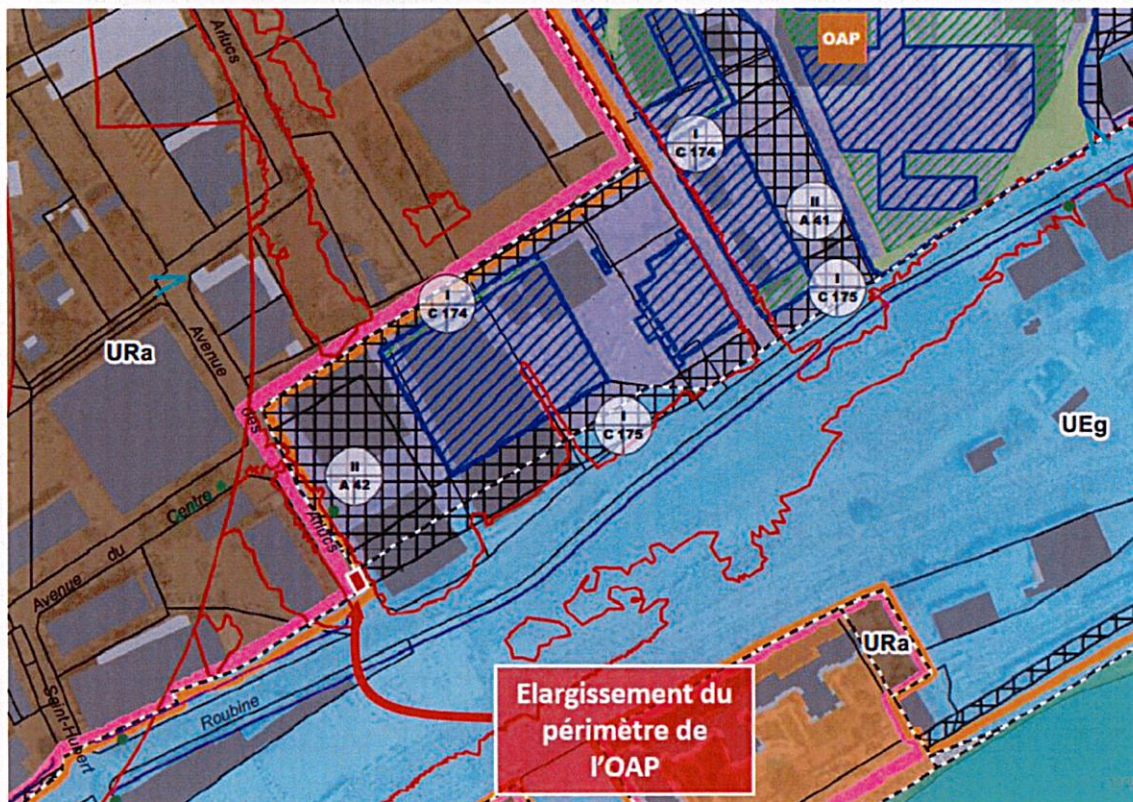 Arlucs
OAP
I
C 174
II
A 41
I
C 175
I
C 174
Avenue
des
Arlucs
URa
I
C 175
UEg
II
A 42
Avenue du Centre
Saint-Hubert
Roubine
URa
Elargissement du
périmètre de
l'OAP